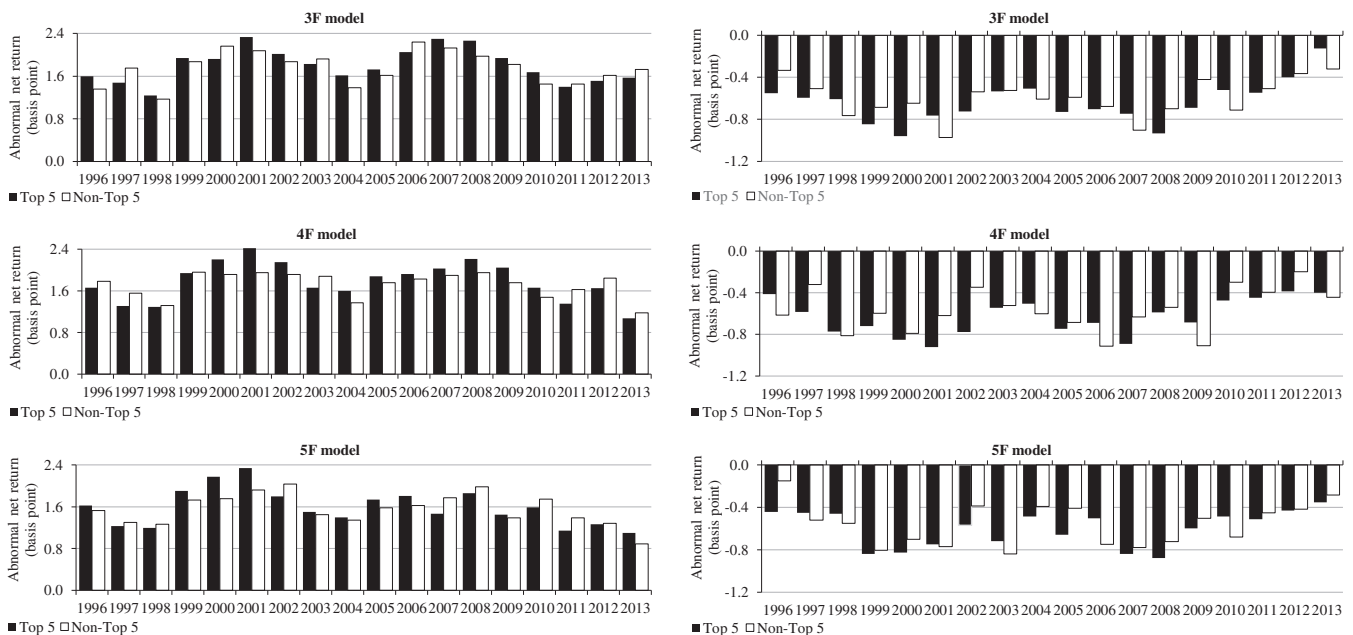 3F model
Abnormal net return
(basis point)
2.4
1.6
0.8
0.0
1996 1997 1998 1999 2000 2001 2002 2003 2004 2005 2006 2007 2008 2009 2010 2011 2012 2013
Top 5 Non-Top 5
3F model
Abnormal net return
(basis point)
0.0
-0.4
-0.8
-1.2
1996 1997 1998 1999 2000 2001 2002 2003 2004 2005 2006 2007 2008 2009 2010 2011 2012 2013
Top 5 Non-Top 5
4F model
Abnormal net return
(basis point)
2.4
1.6
0.8
0.0
1996 1997 1998 1999 2000 2001 2002 2003 2004 2005 2006 2007 2008 2009 2010 2011 2012 2013
Top 5 Non-Top 5
4F model
Abnormal net return
(basis point)
0.0
-0.4
-0.8
-1.2
1996 1997 1998 1999 2000 2001 2002 2003 2004 2005 2006 2007 2008 2009 2010 2011 2012 2013
Top 5 Non-Top 5
5F model
Abnormal net return
(basis point)
2.4
1.6
0.8
0.0
1996 1997 1998 1999 2000 2001 2002 2003 2004 2005 2006 2007 2008 2009 2010 2011 2012 2013
Top 5 Non-Top 5
5F model
Abnormal net return
(basis point)
0.0
-0.4
-0.8
-1.2
1996 1997 1998 1999 2000 2001 2002 2003 2004 2005 2006 2007 2008 2009 2010 2011 2012 2013
Top 5 Non-Top 5